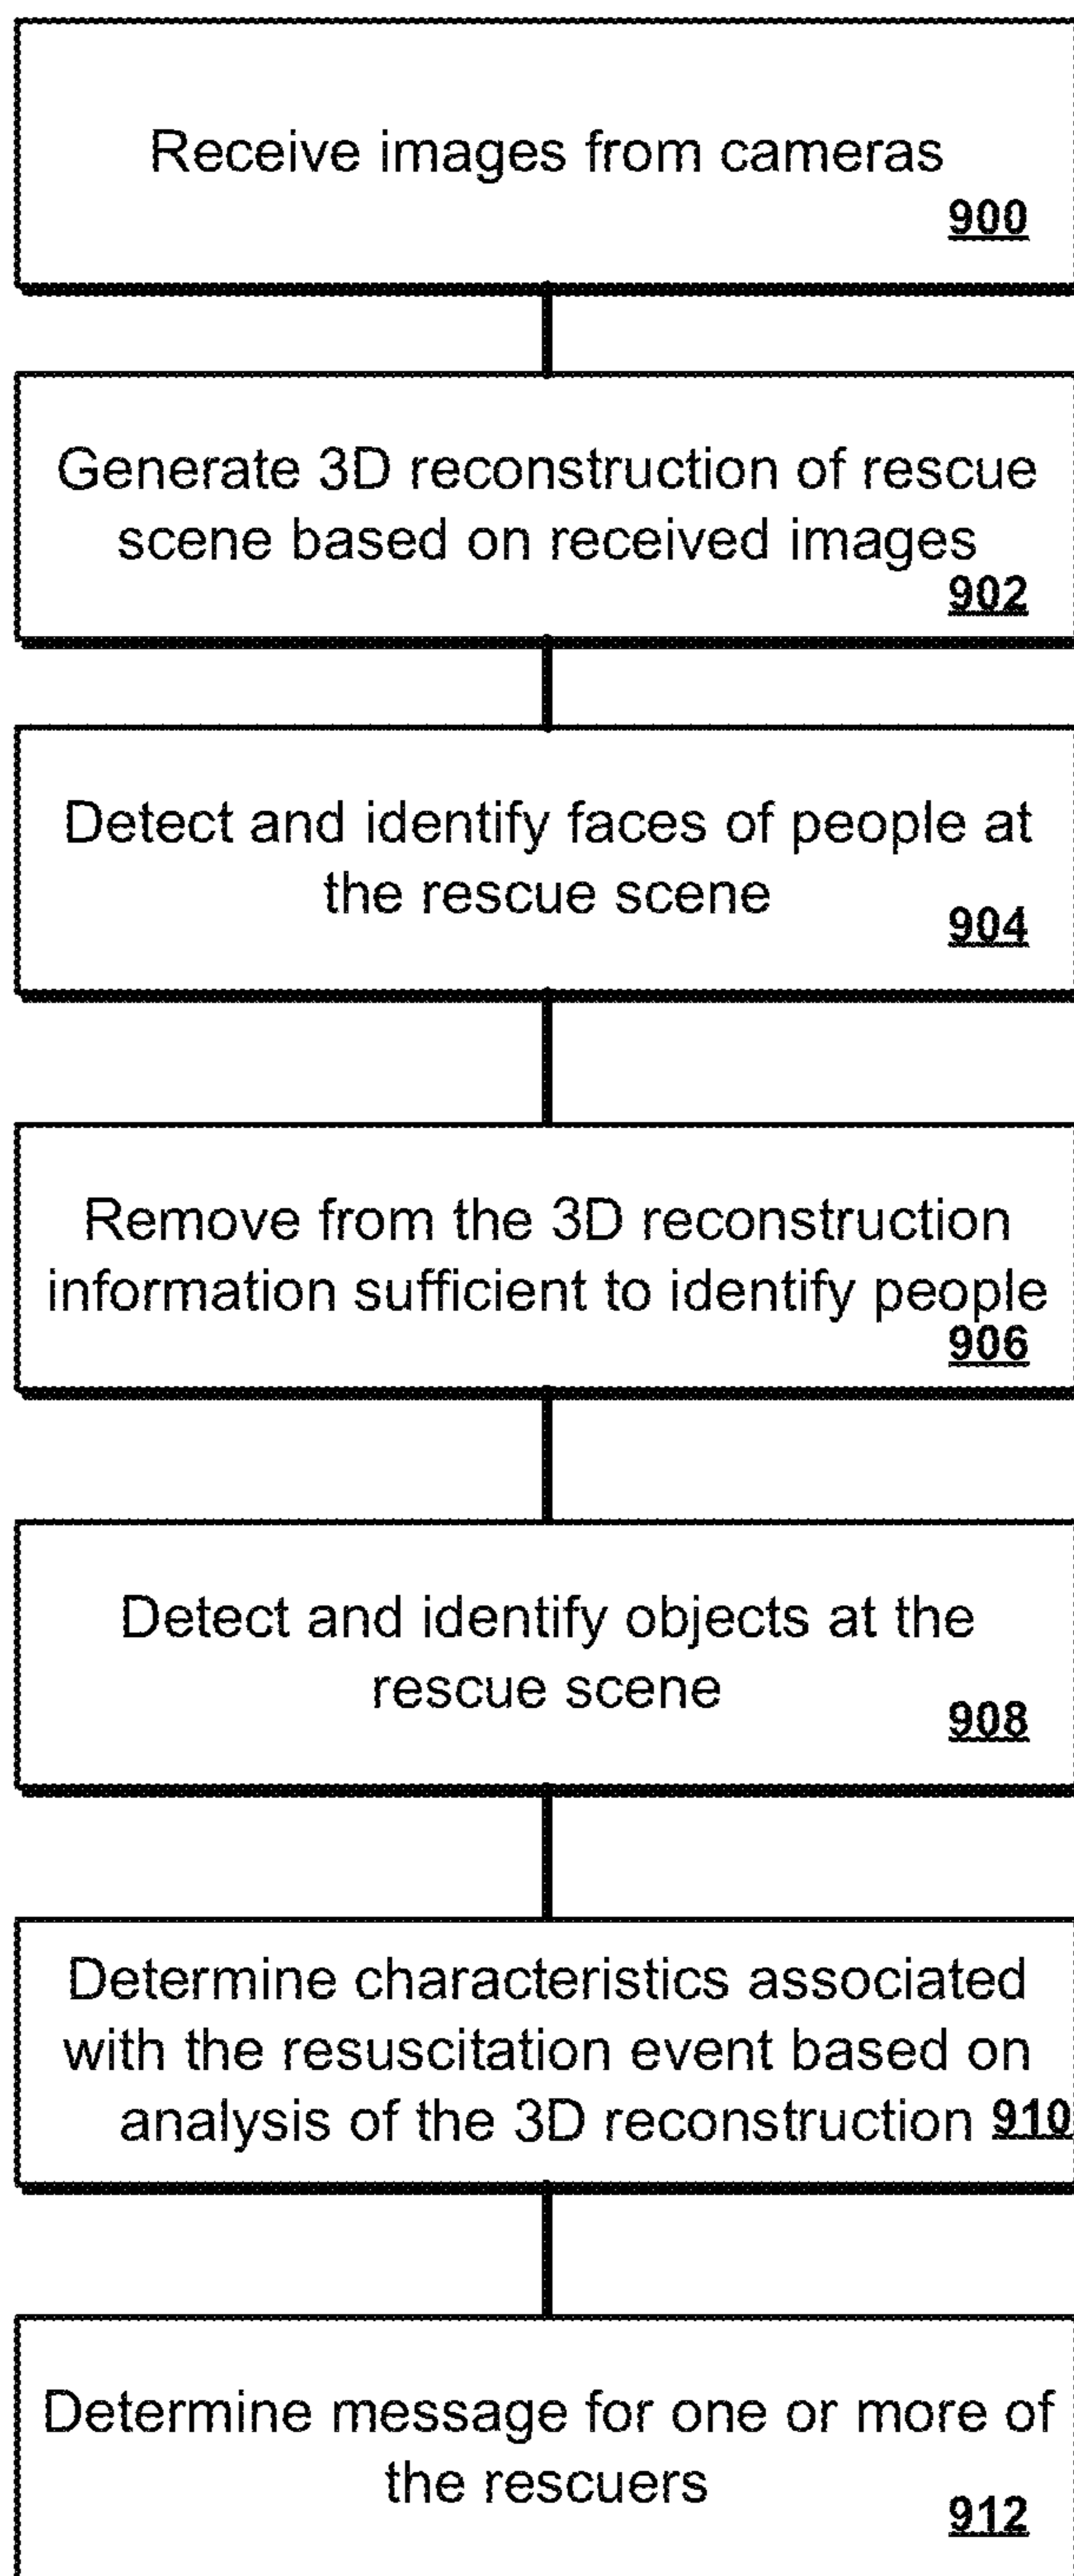 Receive images from cameras
900
Generate 3D reconstruction of rescue
scene based on received images
902
Detect and identify faces of people at
the rescue scene
904
Remove from the 3D reconstruction
information sufficient to identify people
906
Detect and identify objects at the
rescue scene
908
Determine characteristics associated
with the resuscitation event based on
analysis of the 3D reconstruction 910
Determine message for one or more of
the rescuers
912